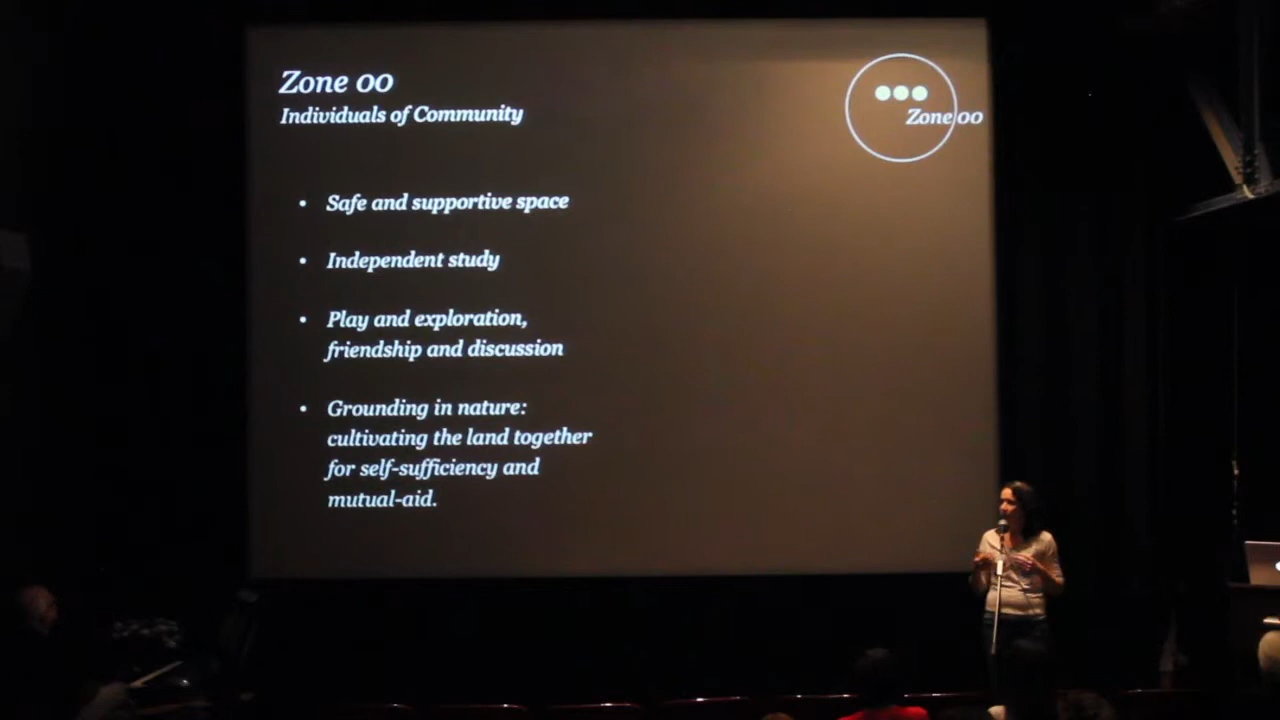 Zone 00
Individuals of Community
Zone 00
• Safe and supportive space
• Independent study
• Play and exploration,
friendship and discussion
• Grounding in nature:
cultivating the land together
for self-sufficiency and
mutual-aid.